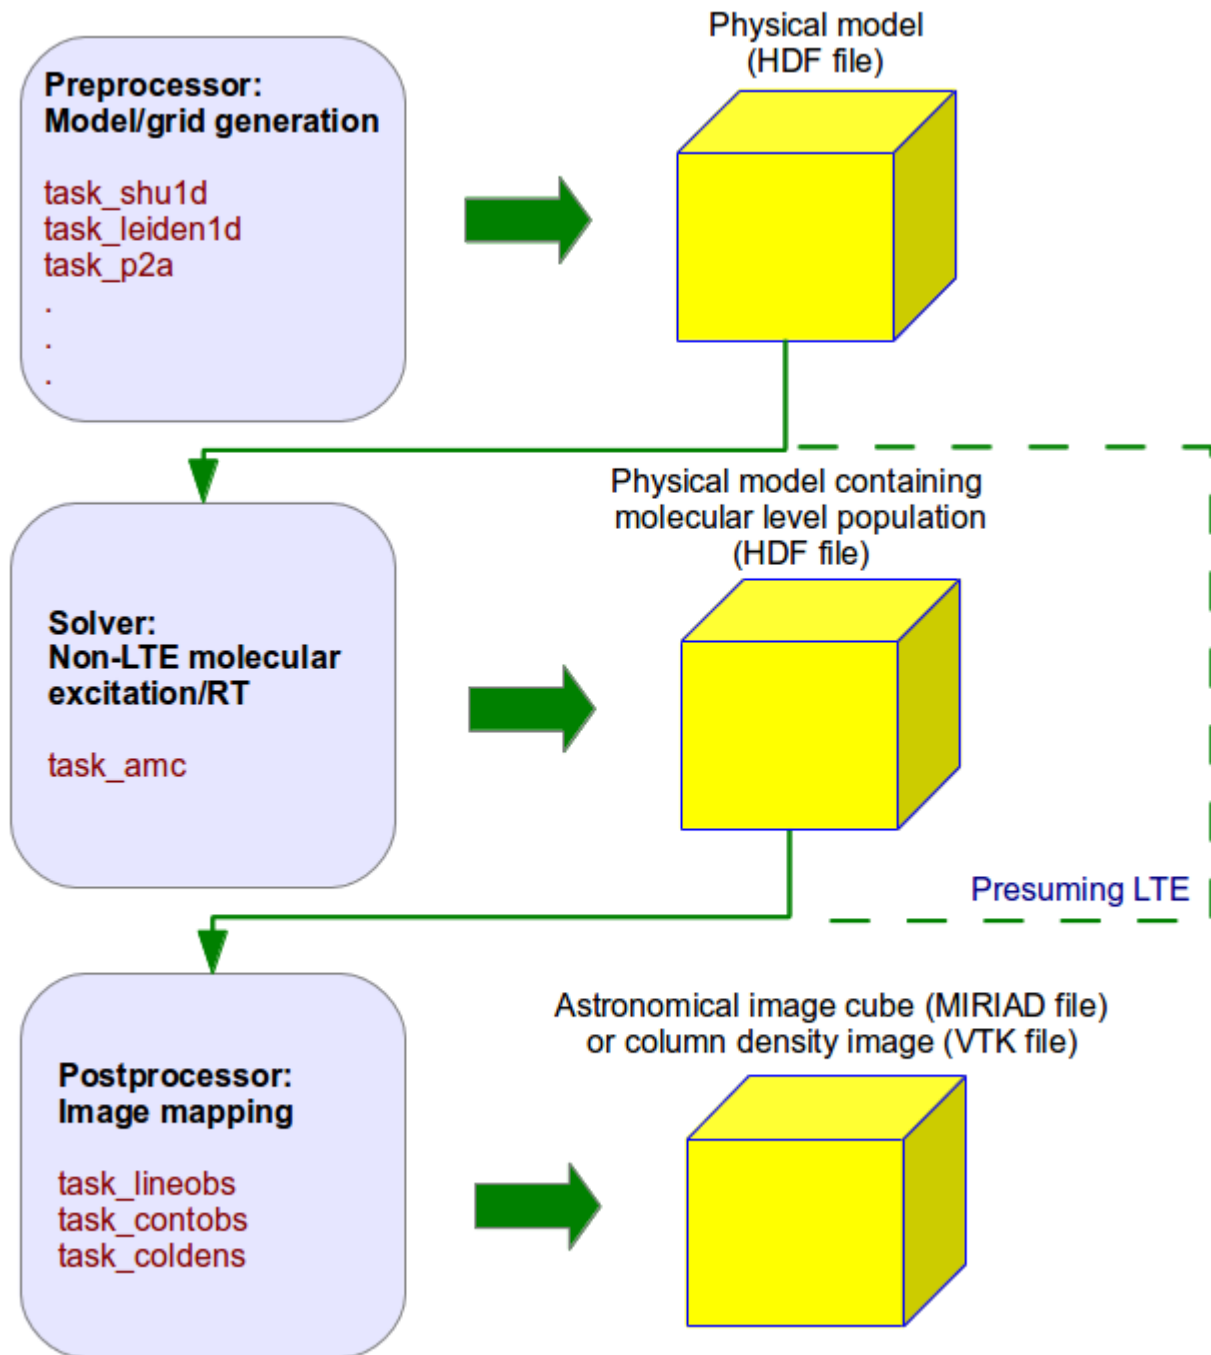 Preprocessor:
Model/grid generation
task_shu1d
task_leiden1d
task_p2a
.
.
.
Physical model
(HDF file)
Solver:
Non-LTE molecular
excitation/RT
task_amc
Physical model containing
molecular level population
(HDF file)
Presuming LTE
Postprocessor:
Image mapping
task_lineobs
task_contobs
task_coldens
Astronomical image cube (MIRIAD file)
or column density image (VTK file)